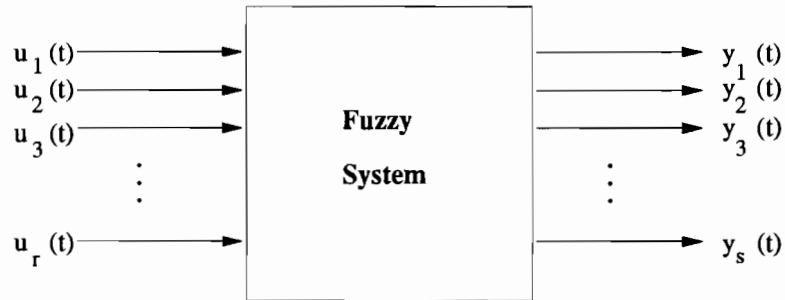 u1 (t)
u2 (t)
u3 (t)
ur (t)
Fuzzy
System
y1 (t)
y2 (t)
y3 (t)
ys (t)